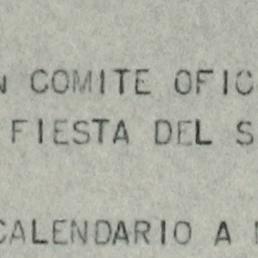 N COMITE OFIC
FIESTA DEL S
CALENDARIO A